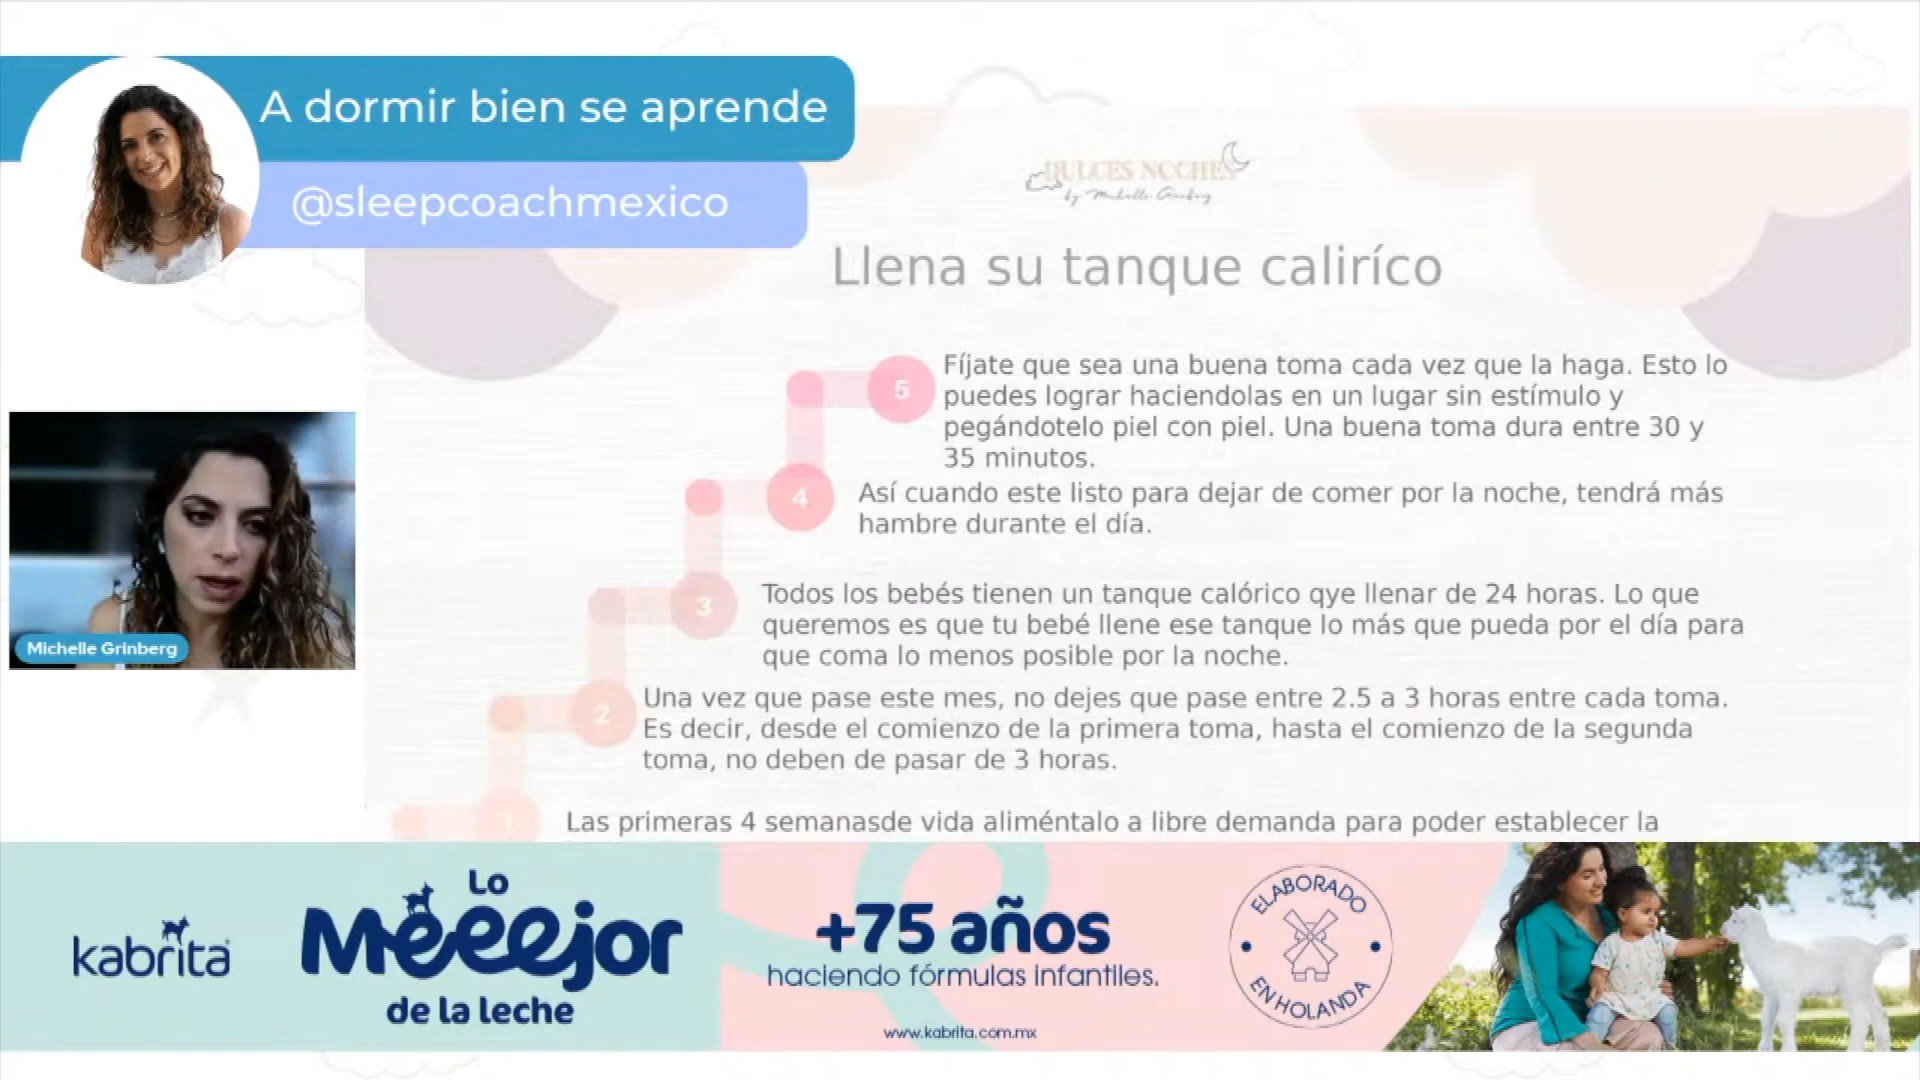 A dormir bien se aprende
@sleepcoachmexico
DULCES NOCHES
by Michelle Grinberg
Llena su tanque caliríco
5
Fíjate que sea una buena toma cada vez que la haga. Esto lo
puedes lograr haciendolas en un lugar sin estímulo y
pegándotelo piel con piel. Una buena toma dura entre 30 y
35 minutos.
4
Así cuando este listo para dejar de comer por la noche, tendrá más
hambre durante el día.
3
Todos los bebés tienen un tanque calórico qye llenar de 24 horas. Lo que
queremos es que tu bebé llene ese tanque lo más que pueda por el día para
que coma lo menos posible por la noche.
2
Una vez que pase este mes, no dejes que pase entre 2.5 a 3 horas entre cada toma.
Es decir, desde el comienzo de la primera toma, hasta el comienzo de la segunda
toma, no deben de pasar de 3 horas.
1
Las primeras 4 semanasde vida aliméntalo a libre demanda para poder establecer la
Michelle Grinberg
kabrita
Lo
Meeejor
de la leche
+75 años
haciendo fórmulas infantiles.
www.kabrita.com.mx
ELABORADO
EN HOLANDA